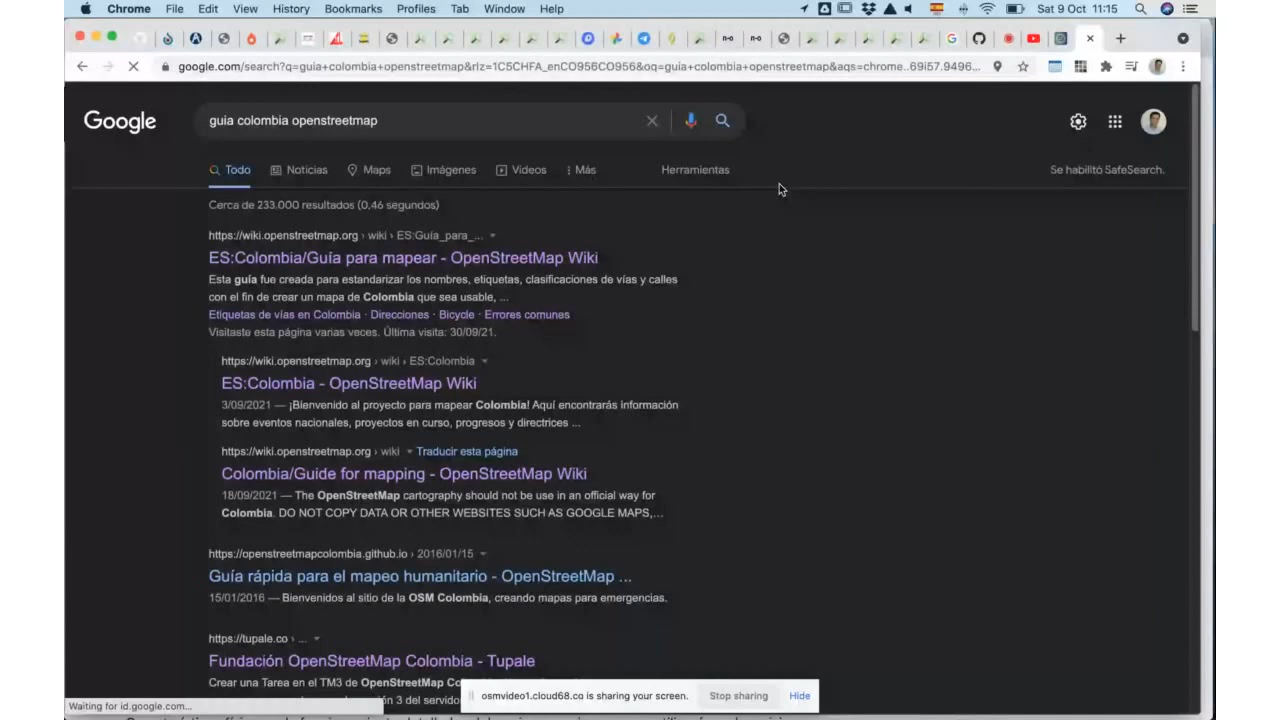 Chrome File Edit View History Bookmarks Profiles Tab Window Help Sat 9 Oct 11:15
google.com/search?q=guia+colombia+openstreetmap&rlz=1C5CHFA_enCO956CO956&oq=guia+colombia+openstreetmap&aqs=chrome..69i57.9496...
Google guia colombia openstreetmap
Todo Noticias Maps Imágenes Videos Más Herramientas Se habilitó SafeSearch.
Cerca de 233.000 resultados (0,46 segundos)
https://wiki.openstreetmap.org › wiki › ES:Guía_para_...
ES:Colombia/Guía para mapear - OpenStreetMap Wiki
Esta guía fue creada para estandarizar los nombres, etiquetas, clasificaciones de vías y calles
con el fin de crear un mapa de Colombia que sea usable, ...
Etiquetas de vías en Colombia · Direcciones · Bicycle · Errores comunes
Visitaste esta página varias veces. Última visita: 30/09/21.
https://wiki.openstreetmap.org › wiki › ES:Colombia
ES:Colombia - OpenStreetMap Wiki
3/09/2021 — ¡Bienvenido al proyecto para mapear Colombia! Aquí encontrarás información
sobre eventos nacionales, proyectos en curso, progresos y directrices ...
https://wiki.openstreetmap.org › wiki Traducir esta página
Colombia/Guide for mapping - OpenStreetMap Wiki
18/09/2021 — The OpenStreetMap cartography should not be use in an official way for
Colombia. DO NOT COPY DATA OR OTHER WEBSITES SUCH AS GOOGLE MAPS,...
https://openstreetmapcolombia.github.io › 2016/01/15
Guía rápida para el mapeo humanitario - OpenStreetMap ...
15/01/2016 — Bienvenidos al sitio de la OSM Colombia, creando mapas para emergencias.
https://tupale.co › ...
Fundación OpenStreetMap Colombia - Tupale
Crear una Tarea en el TM3 de OpenStreetMap
ón 3 del servido
osmvideo1.cloud68.co is sharing your screen. Stop sharing Hide
Waiting for id.google.com...